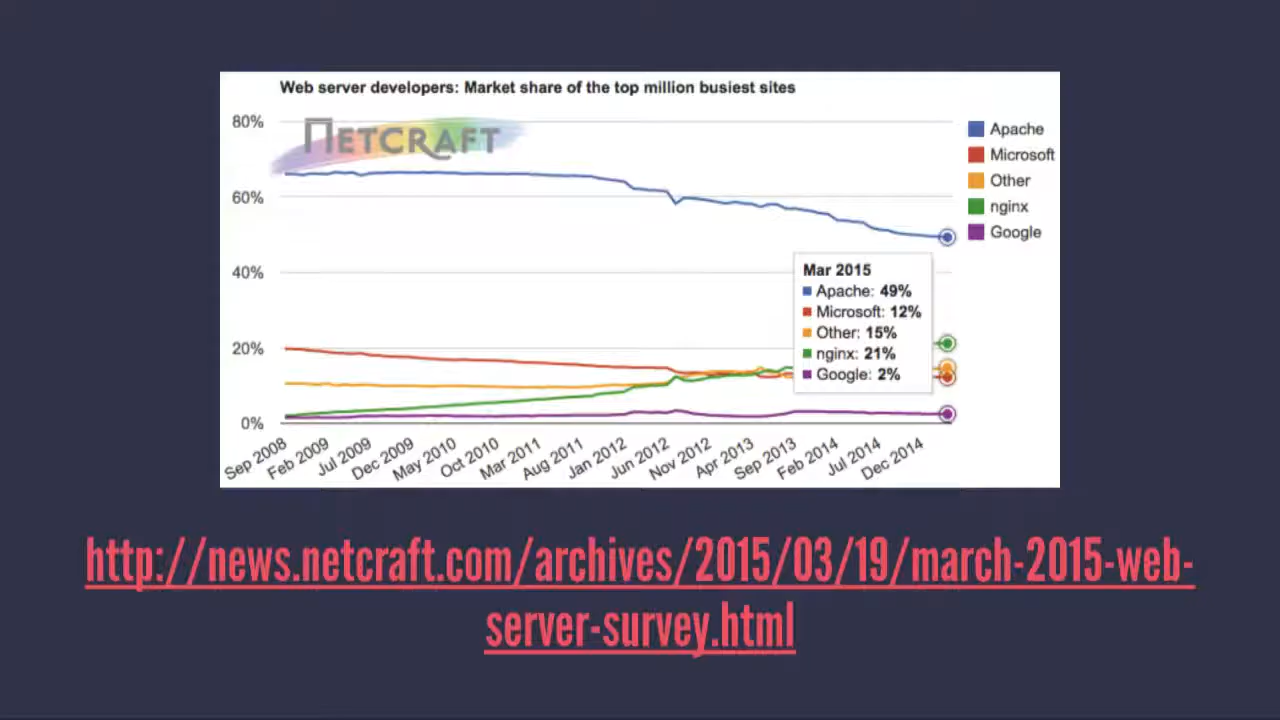 Web server developers: Market share of the top million busiest sites
NETCRAFT
80%
60%
40%
20%
0%
Apache
Microsoft
Other
nginx
Google
Mar 2015
Apache: 49%
Microsoft: 12%
Other: 15%
nginx: 21%
Google: 2%
Sep 2008
Feb 2009
Jul 2009
Dec 2009
May 2010
Oct 2010
Mar 2011
Aug 2011
Jan 2012
Jun 2012
Nov 2012
Apr 2013
Sep 2013
Feb 2014
Jul 2014
Dec 2014
http://news.netcraft.com/archives/2015/03/19/march-2015-web-
server-survey.html